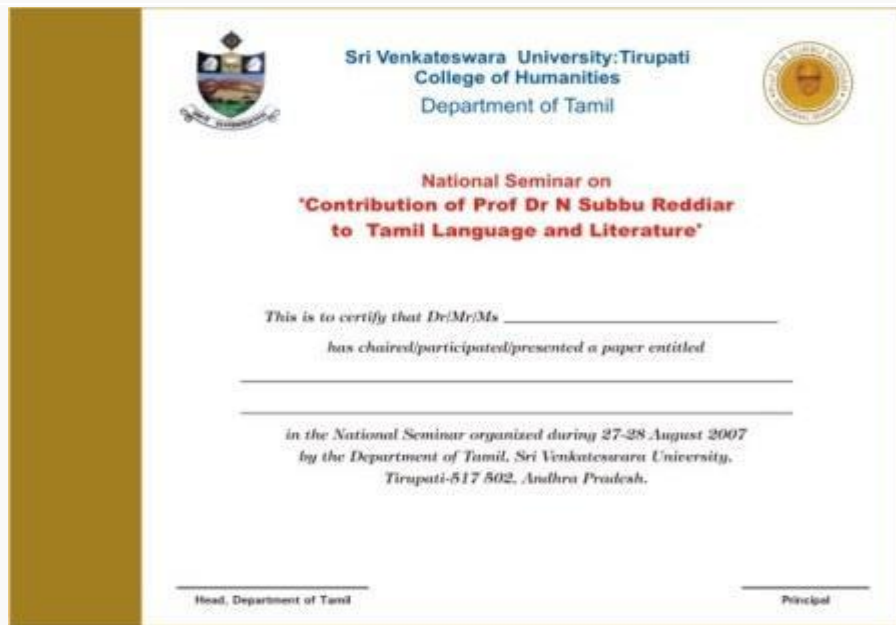 Sri Venkateswara University:Tirupati
College of Humanities
Department of Tamil
National Seminar on
"Contribution of Prof Dr N Subbu Reddiar
to Tamil Language and Literature"
This is to certify that Dr/Mr/Ms
has chaired/participated/presented a paper entitled
in the National Seminar organized during 27-28 August 2007
by the Department of Tamil, Sri Venkateswara University,
Tirupati-517 502, Andhra Pradesh.
Head, Department of Tamil
Principal